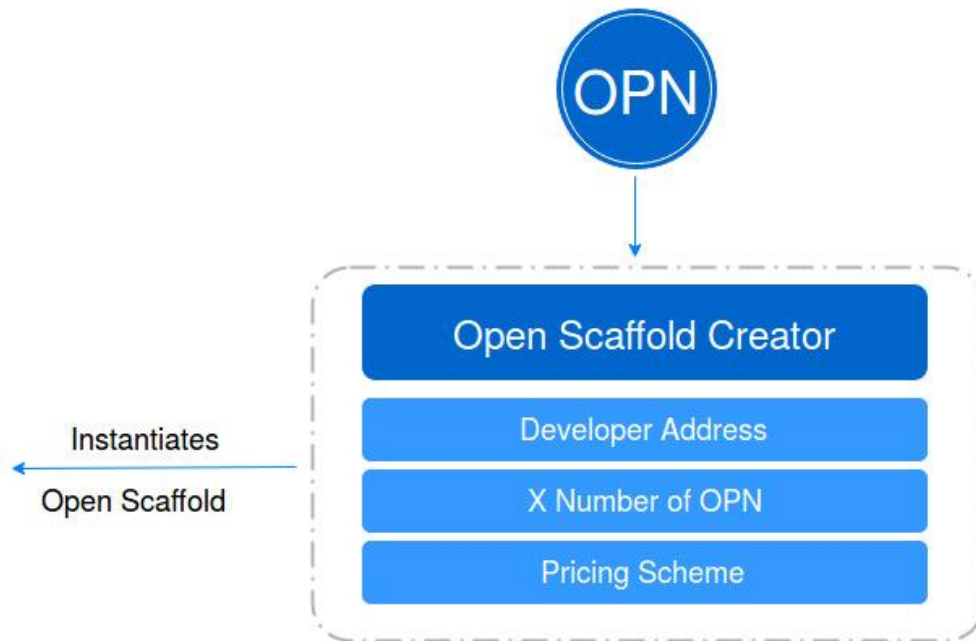 OPN
Open Scaffold Creator
Developer Address
Instantiates
X Number of OPN
Open Scaffold
Pricing Scheme